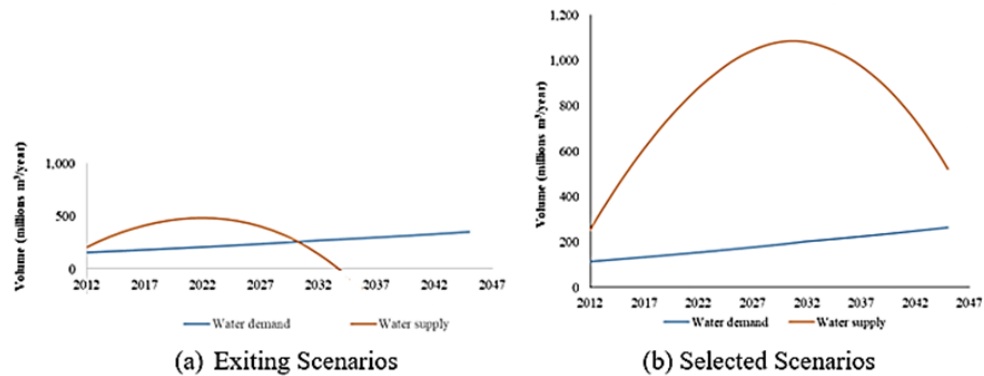 Volume (millions m³/year)
1,000
500
0
2012 2017 2022 2027 2032 2037 2042 2047
Water demand Water supply
(a) Exiting Scenarios
Volume (millions m³/year)
1,200
1,000
800
600
400
200
0
2012 2017 2022 2027 2032 2037 2042 2047
Water demand Water supply
(b) Selected Scenarios